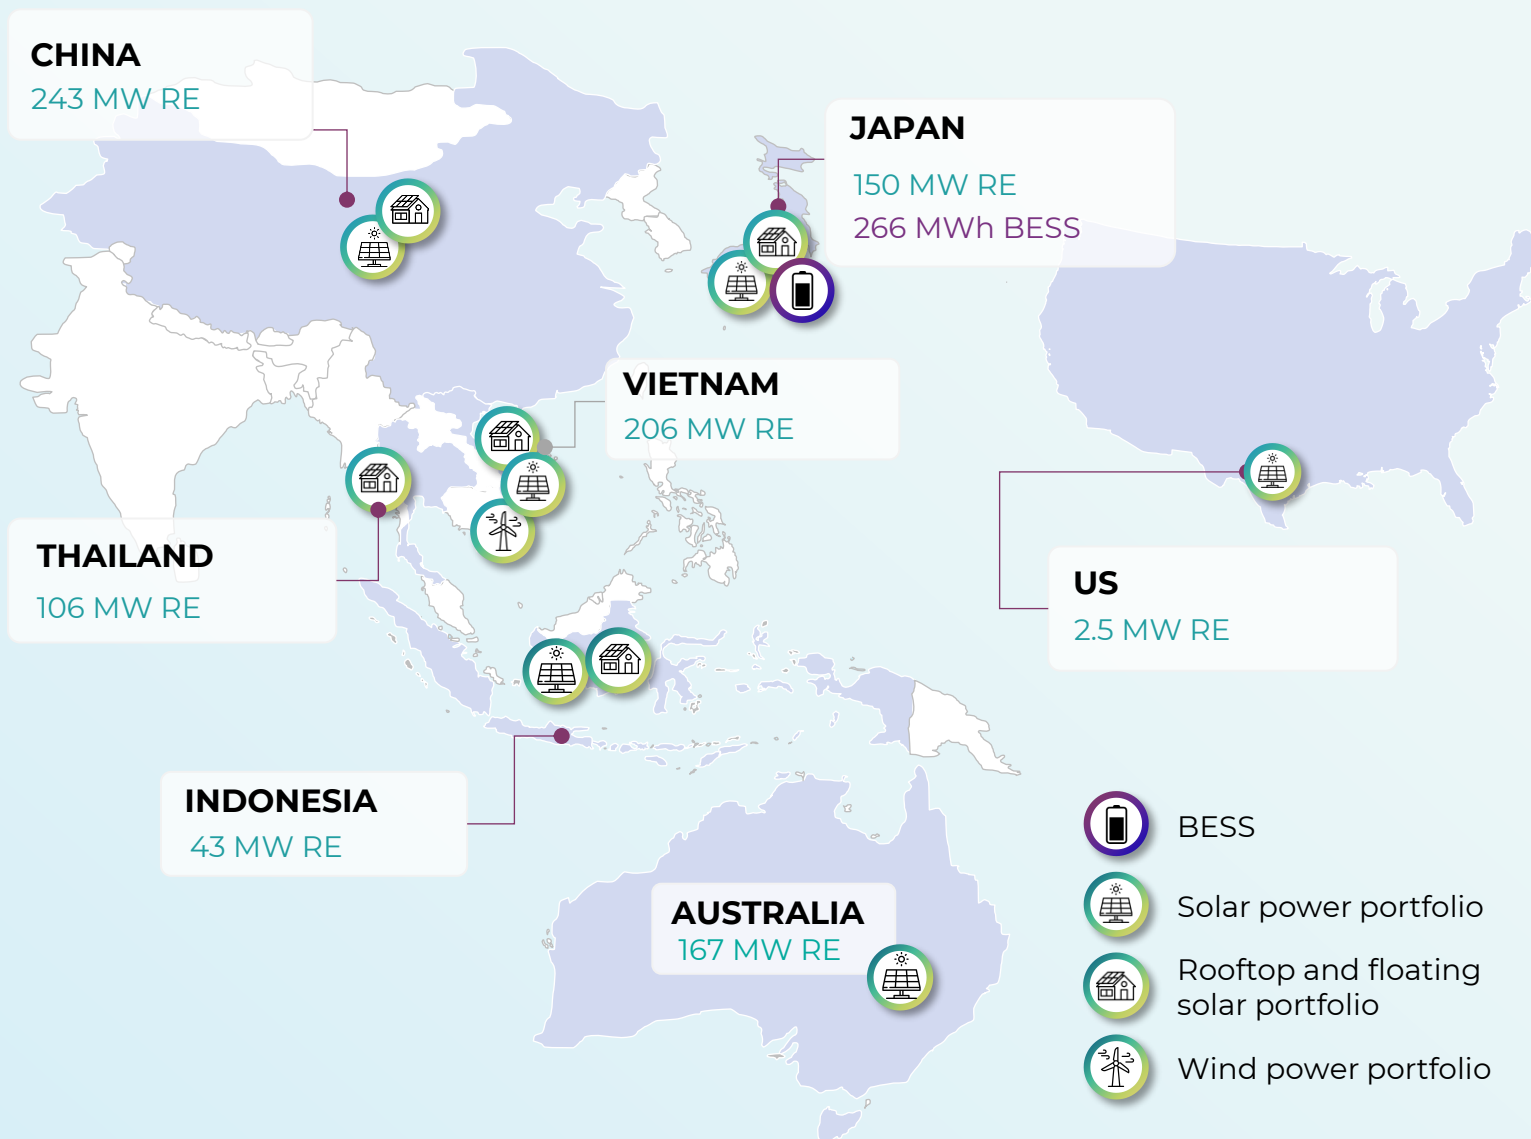 CHINA
243 MW RE
JAPAN
150 MW RE
266 MWh BESS
VIETNAM
206 MW RE
THAILAND
106 MW RE
US
2.5 MW RE
INDONESIA
43 MW RE
AUSTRALIA
167 MW RE
BESS
Solar power portfolio
Rooftop and floating
solar portfolio
Wind power portfolio